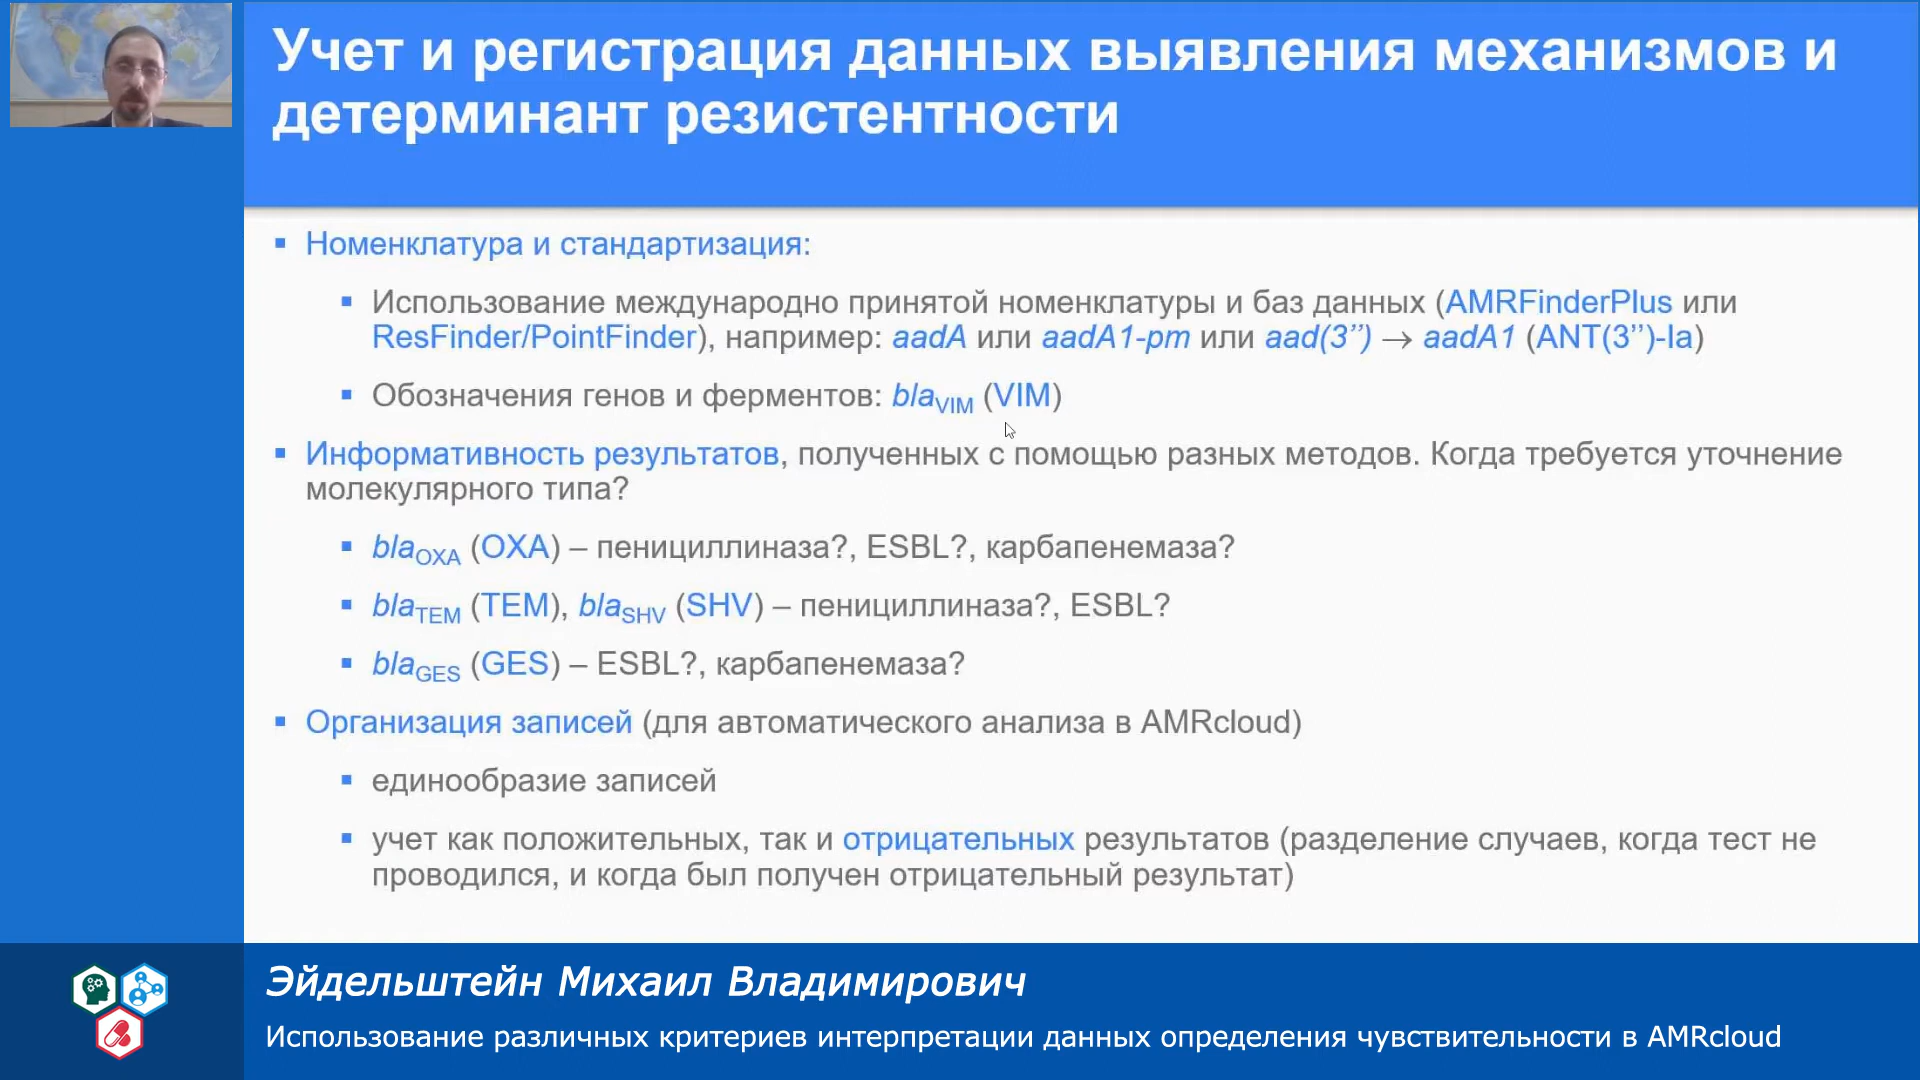 Учет и регистрация данных выявления механизмов и
детерминант резистентности
Номенклатура и стандартизация:
Использование международно принятой номенклатуры и баз данных (AMRFinderPlus или
ResFinder/PointFinder), например: aadA или aadA1-pm или aad(3’’) → aadA1 (ANT(3’’)-Ia)
Обозначения генов и ферментов: blaVIM (VIM)
Информативность результатов, полученных с помощью разных методов. Когда требуется уточнение
молекулярного типа?
blaOXA (OXA) – пенициллиназа?, ESBL?, карбапенемаза?
blaTEM (TEM), blaSHV (SHV) – пенициллиназа?, ESBL?
blaGES (GES) – ESBL?, карбапенемаза?
Организация записей (для автоматического анализа в AMRcloud)
единообразие записей
учет как положительных, так и отрицательных результатов (разделение случаев, когда тест не
проводился, и когда был получен отрицательный результат)
Эйдельштейн Михаил Владимирович
Использование различных критериев интерпретации данных определения чувствительности в AMRcloud